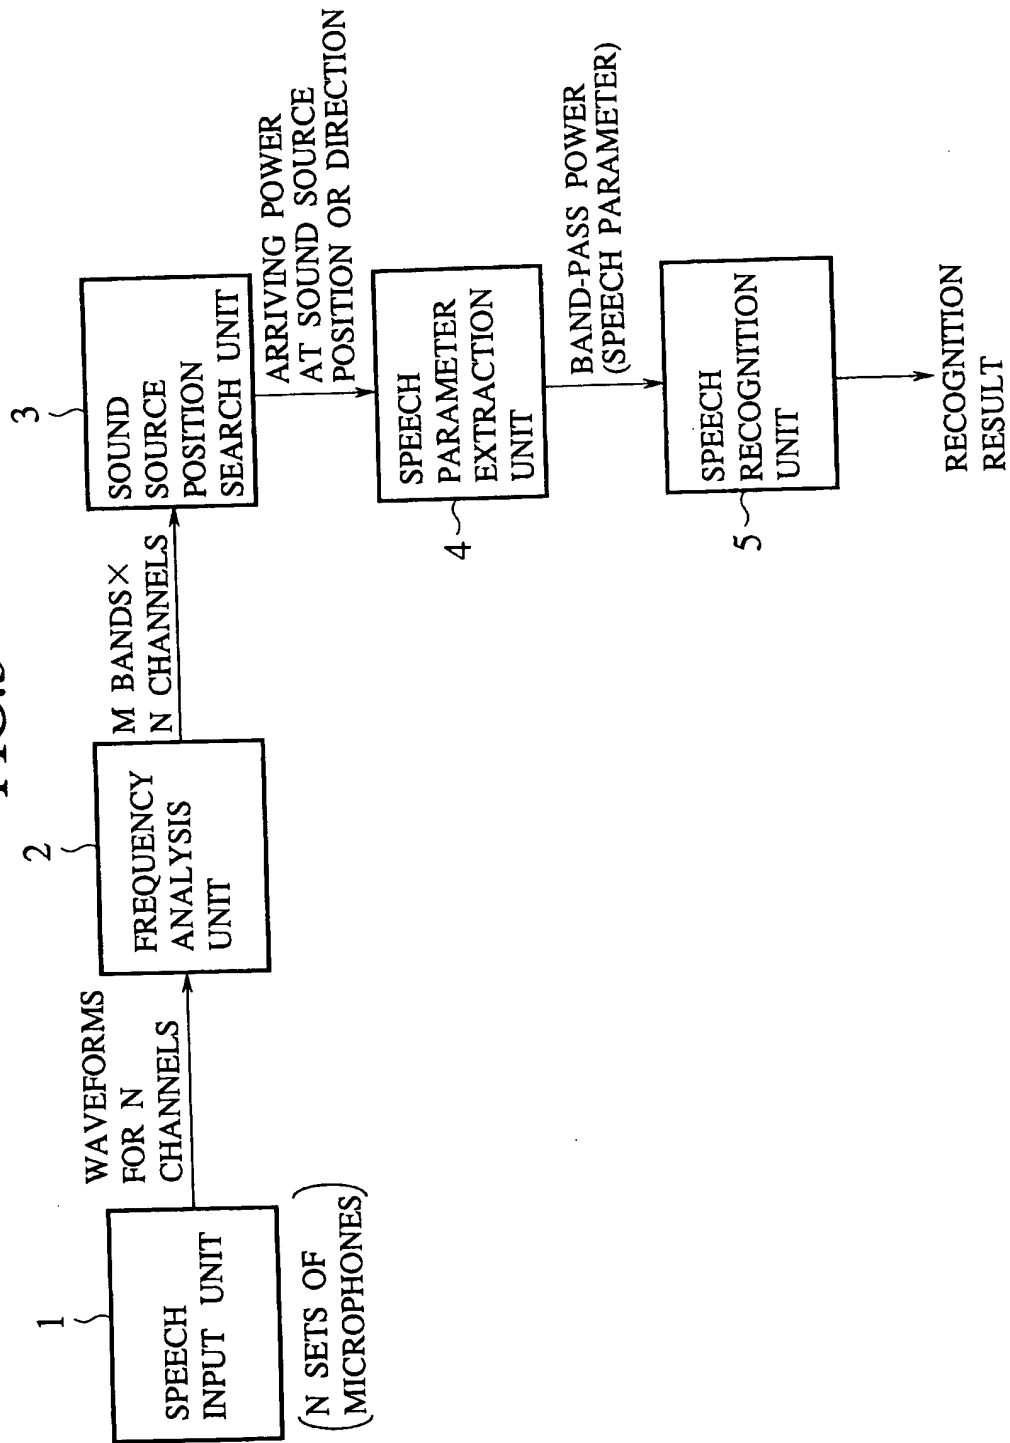 1
SPEECH
INPUT UNIT
(N SETS OF
MICROPHONES)
WAVEFORMS
FOR N
CHANNELS
2
FREQUENCY
ANALYSIS
UNIT
M BANDS×
N CHANNELS
3
SOUND
SOURCE
POSITION
SEARCH UNIT
ARRIVING POWER
AT SOUND SOURCE
POSITION OR DIRECTION
4
SPEECH
PARAMETER
EXTRACTION
UNIT
BAND-PASS POWER
(SPEECH PARAMETER)
5
SPEECH
RECOGNITION
UNIT
RECOGNITION
RESULT